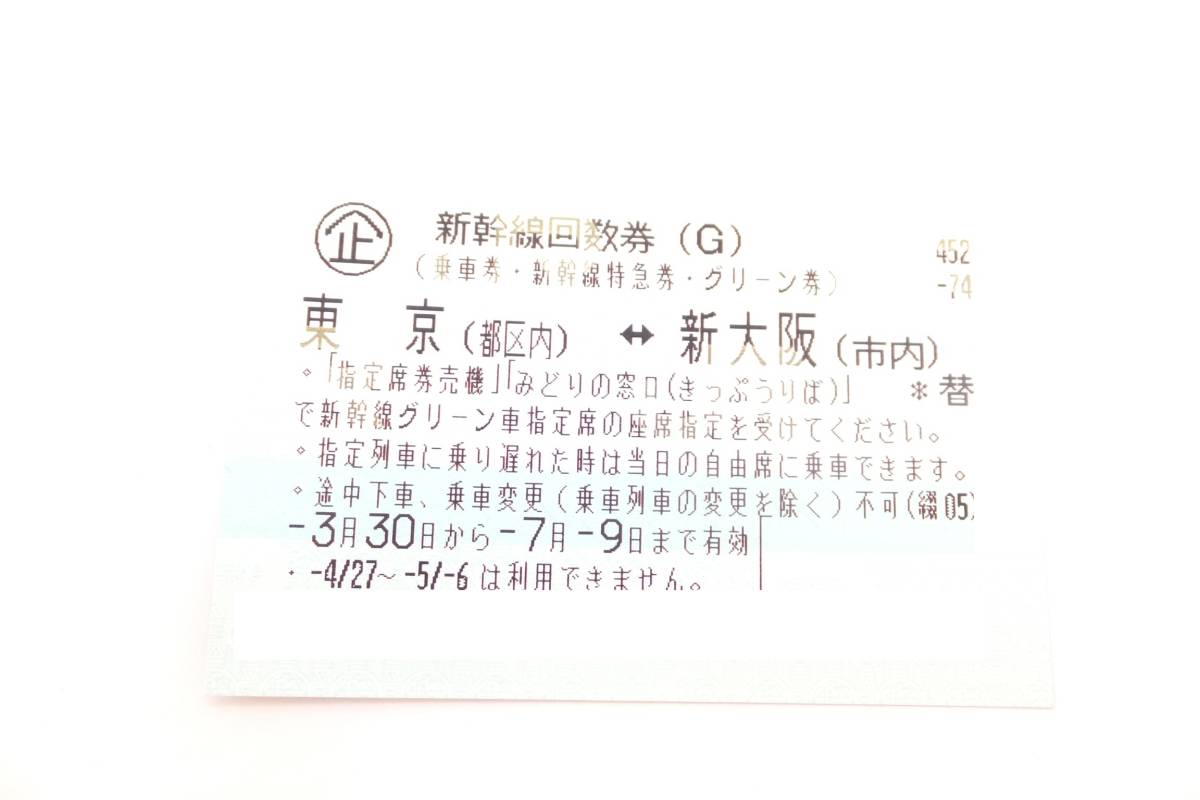 企 新幹線回数券(G) 452
(乗車券・新幹線特急券・グリーン券) -74
東京(都区内) ↔ 新大阪(市内)
・「指定席券売機」「みどりの窓口(きっぷうりば)」 *替
で新幹線グリーン車指定席の座席指定を受けてください。
・指定列車に乗り遅れた時は当日の自由席に乗車できます。
・途中下車、乗車変更(乗車列車の変更を除く)不可(綴05)
-3月30日から-7月-9日まで有効
・-4/27~-5/-6は利用できません。